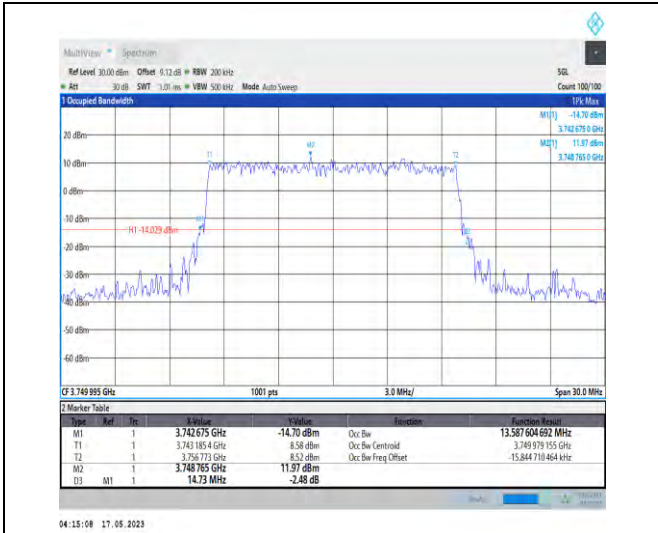 MultiView Spectrum
Ref Level 30.00 dBm Offset 9.12 dB RBW 200 kHz SGL
Att 30 dB SWT 1.01 ms VBW 500 kHz Mode Auto Sweep Count 100/100
1 Occupied Bandwidth 1Pk Max
M1[1] -14.70 dBm
3.742 675 0 GHz
M2[1] 11.97 dBm
3.748 765 0 GHz
20 dBm
T1 M2 T2
10 dBm
0 dBm
-10 dBm
M1
H1 -14.029 dBm
-20 dBm
-30 dBm
-40 dBm
-50 dBm
-60 dBm
CF 3.749 995 GHz 1001 pts 3.0 MHz/ Span 30.0 MHz
2 Marker Table
Type Ref Trc X-Value Y-Value Function Function Result
M1 1 3.742 675 GHz -14.70 dBm Occ Bw 13.587 604 692 MHz
T1 1 3.743 185 4 GHz 8.58 dBm Occ Bw Centroid 3.749 979 155 GHz
T2 1 3.756 773 GHz 8.52 dBm Occ Bw Freq Offset -15.844 710 464 kHz
M2 1 3.748 765 GHz 11.97 dBm
D3 M1 1 14.73 MHz -2.48 dB
04:15:08 17.05.2023